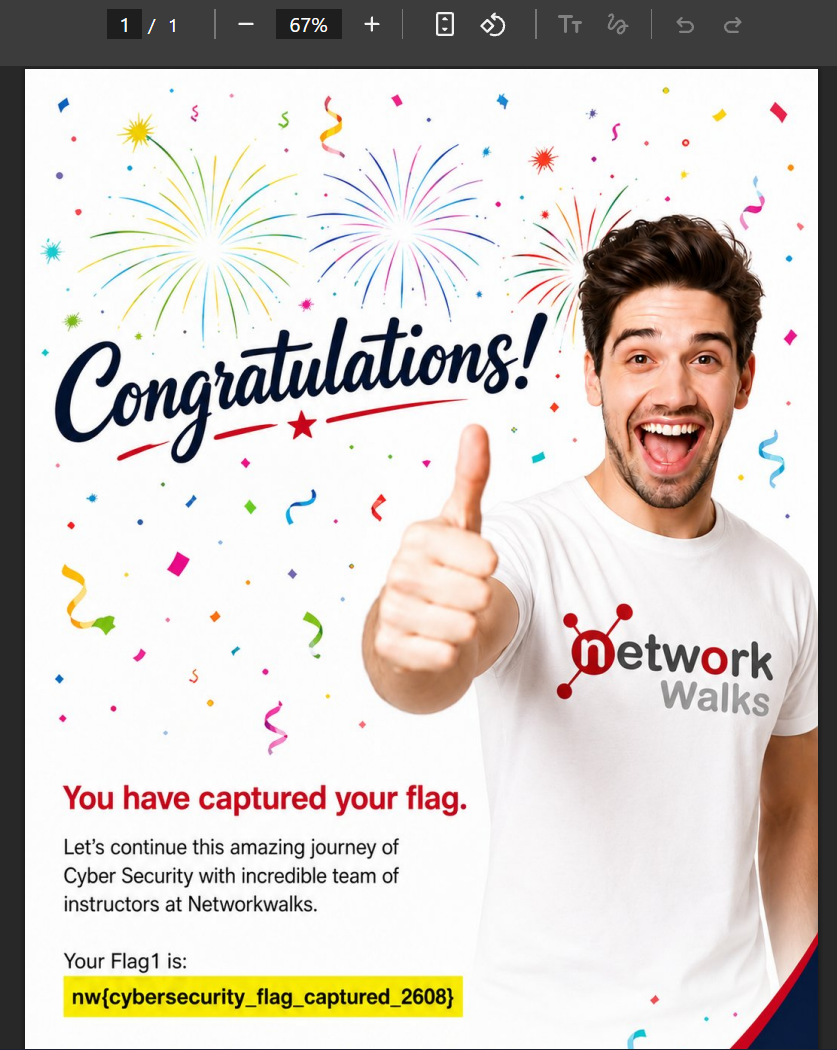 1 / 1
67%
Congratulations!
network
Walks
You have captured your flag.
Let's continue this amazing journey of
Cyber Security with incredible team of
instructors at Networkwalks.
Your Flag1 is:
nw{cybersecurity_flag_captured_2608}